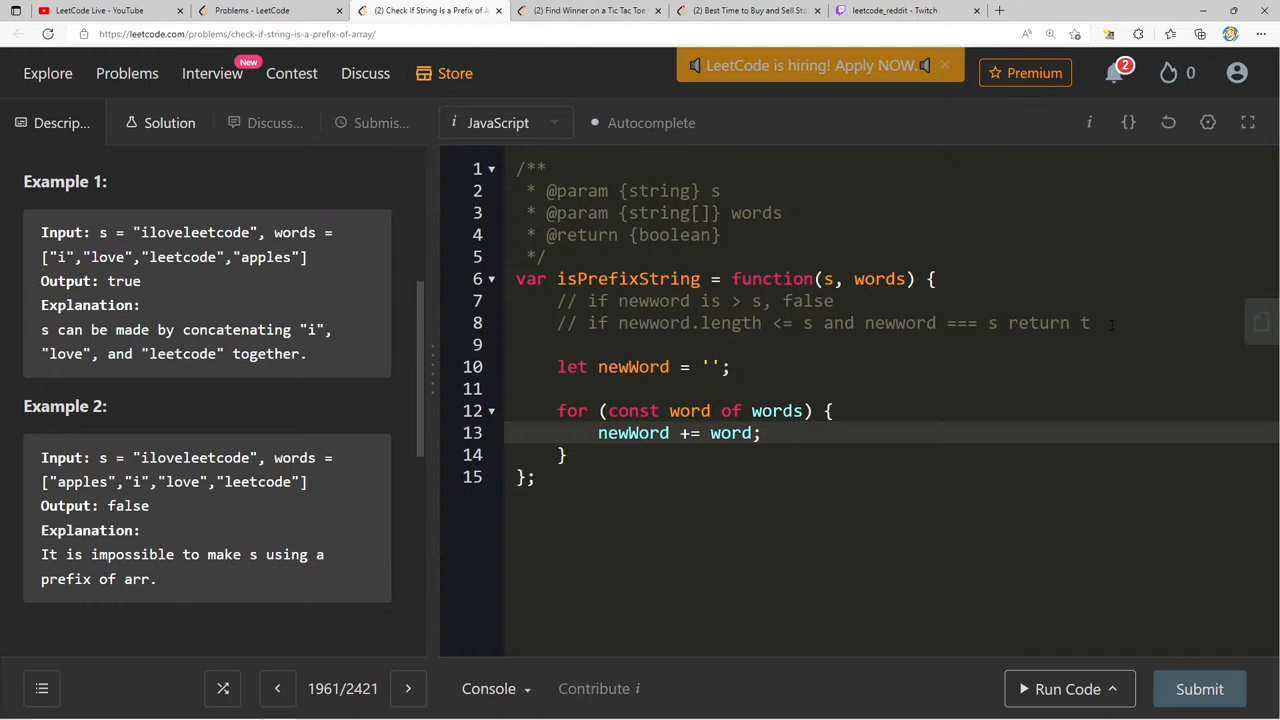 LeetCode Live - YouTube
Problems - LeetCode
(2) Check If String Is a Prefix of A
(2) Find Winner on a Tic Tac Toe
(2) Best Time to Buy and Sell Sto
leetcode_reddit - Twitch
https://leetcode.com/problems/check-if-string-is-a-prefix-of-array/
Explore
Problems
Interview
New
Contest
Discuss
Store
LeetCode is hiring! Apply NOW.
Premium
2
0
Descrip...
Solution
Discuss...
Submis...
JavaScript
Autocomplete
Example 1:
Input: s = "iloveleetcode", words =
["i","love","leetcode","apples"]
Output: true
Explanation:
s can be made by concatenating "i",
"love", and "leetcode" together.
Example 2:
Input: s = "iloveleetcode", words =
["apples","i","love","leetcode"]
Output: false
Explanation:
It is impossible to make s using a
prefix of arr.
1 /**
2 * @param {string} s
3 * @param {string[]} words
4 * @return {boolean}
5 */
6 var isPrefixString = function(s, words) {
7 // if newword is > s, false
8 // if newword.length <= s and newword === s return t
9
10 let newWord = '';
11
12 for (const word of words) {
13 newWord += word;
14 }
15 };
1961/2421
Console
Contribute
Run Code
Submit